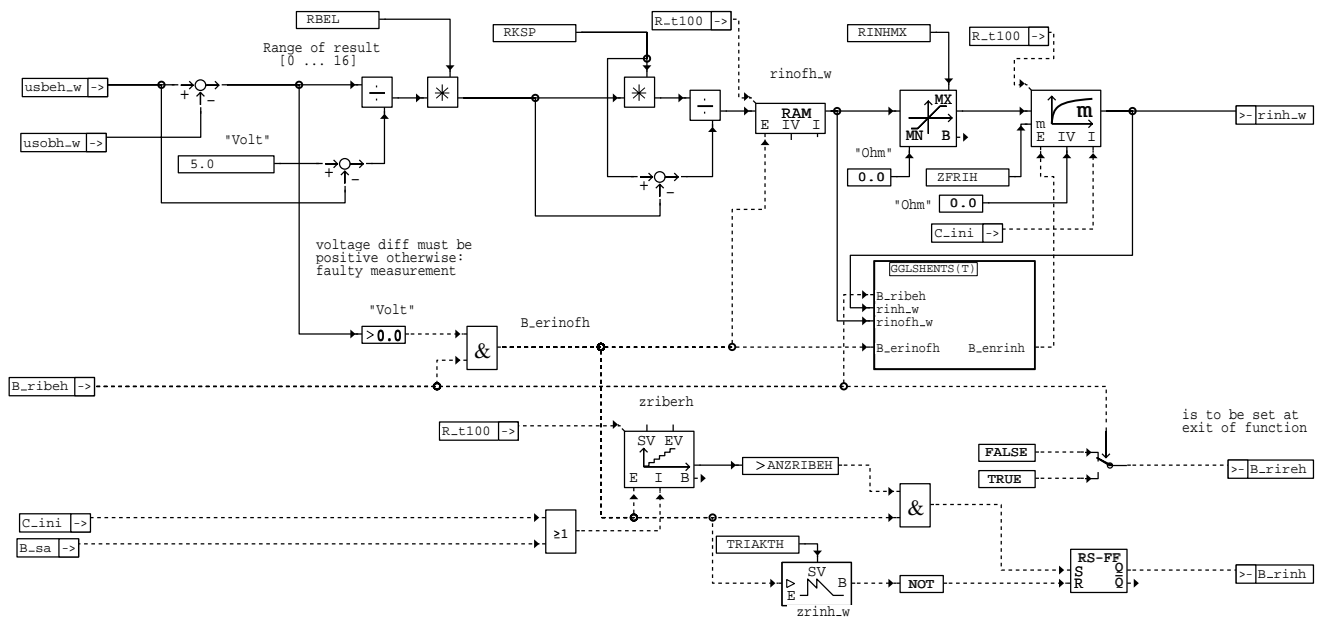 RBEL
RKSP
R_t100 ->
RINHMX
R_t100 ->
Range of result
[0 ... 16]
rinofh_w
usbeh_w ->
+
−
÷
✳
✳
÷
RAM
E IV I
MX
MN B
m
m
E IV I
>- rinh_w
usobh_w ->
"Volt"
5.0
+
−
+
−
"Ohm"
0.0
ZFRIH
"Ohm"
0.0
C_ini ->
voltage diff must be
positive otherwise:
faulty measurement
GGLSHENTS(T)
B_ribeh
rinh_w
rinofh_w
B_erinofh B_enrinh
"Volt"
>0.0
&
B_erinofh
B_ribeh ->
zriberh
R_t100 ->
SV EV
E I B
>ANZRIBEH
is to be set at
exit of function
FALSE
TRUE
>- B_rireh
&
C_ini ->
B_sa ->
≥1
TRIAKTH
SV
B
E
zrinh_w
NOT
RS-FF
S Q
R Q̅
>- B_rinh